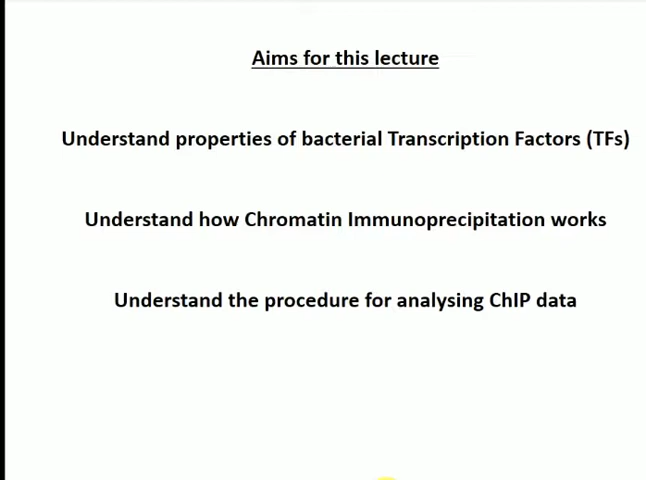 Aims for this lecture
Understand properties of bacterial Transcription Factors (TFs)
Understand how Chromatin Immunoprecipitation works
Understand the procedure for analysing ChIP data